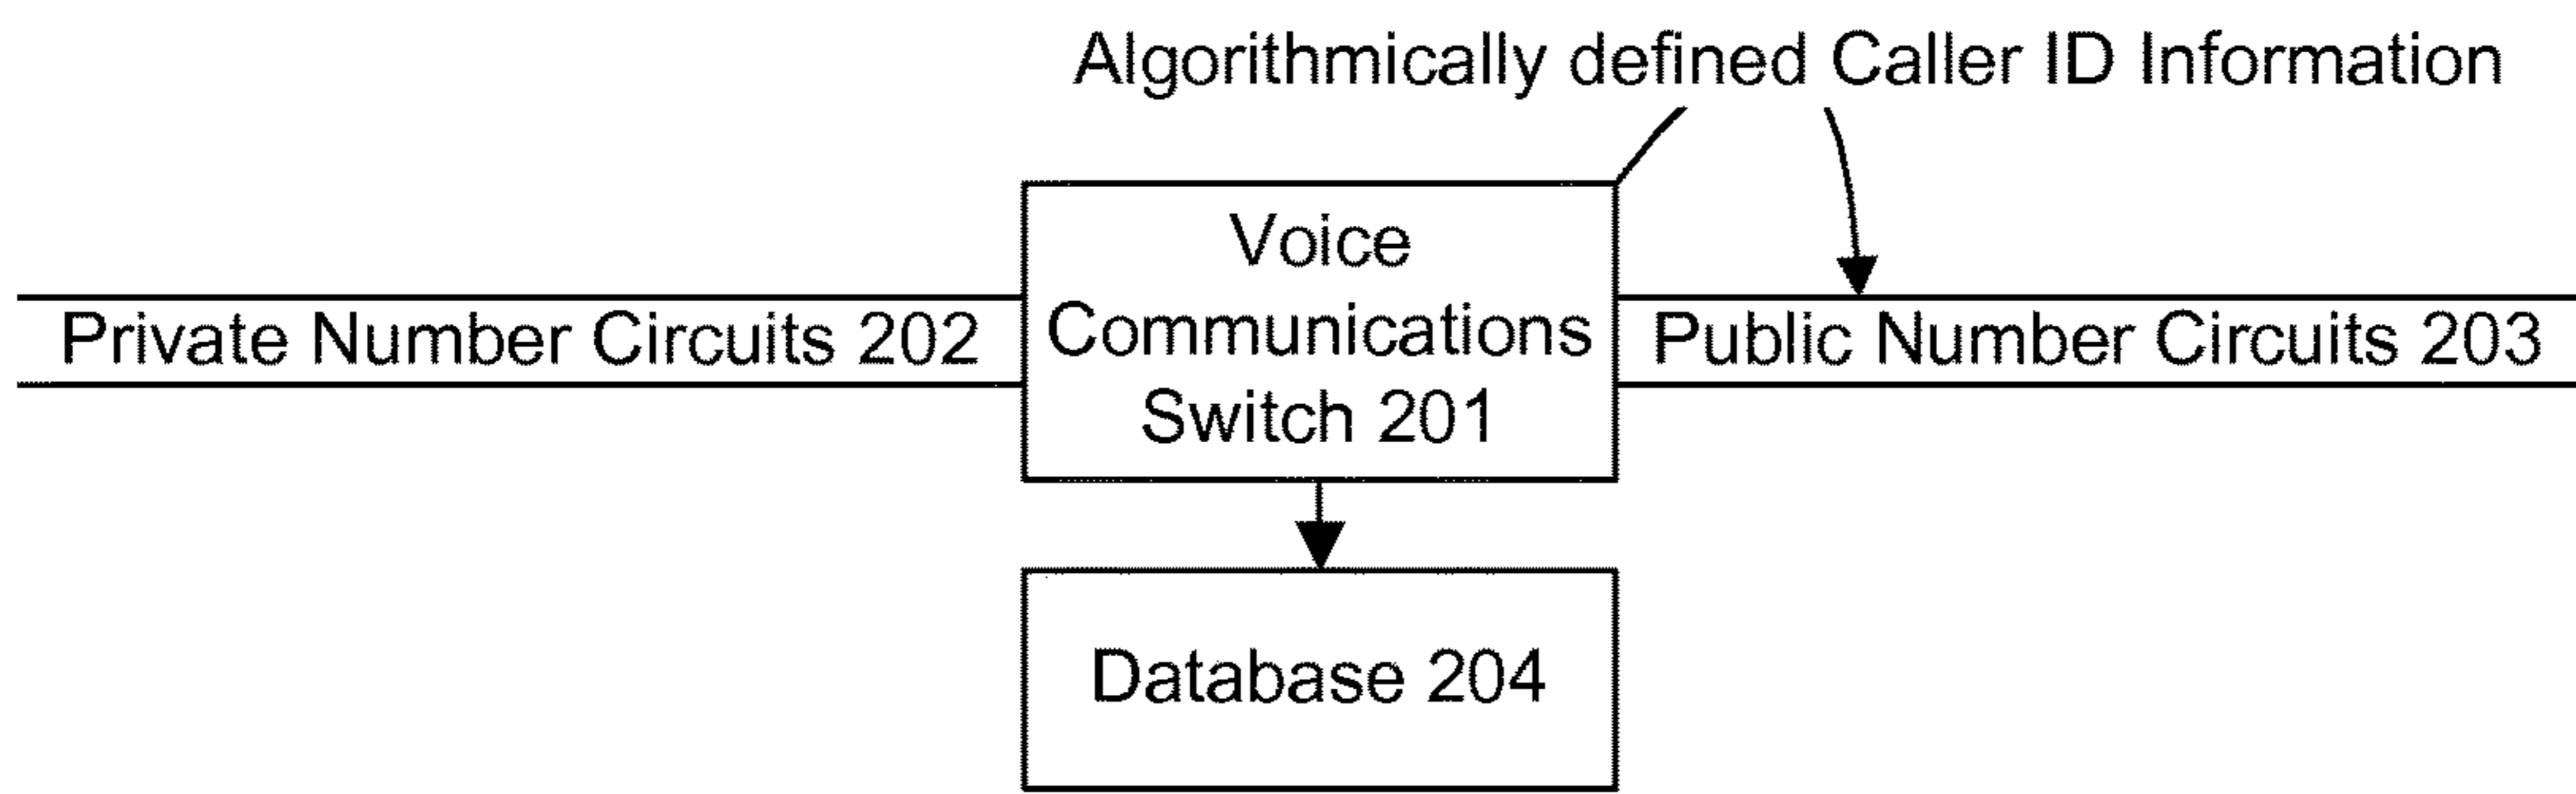 Algorithmically defined Caller ID Information
Voice
Communications
Switch 201
Private Number Circuits 202
Public Number Circuits 203
Database 204